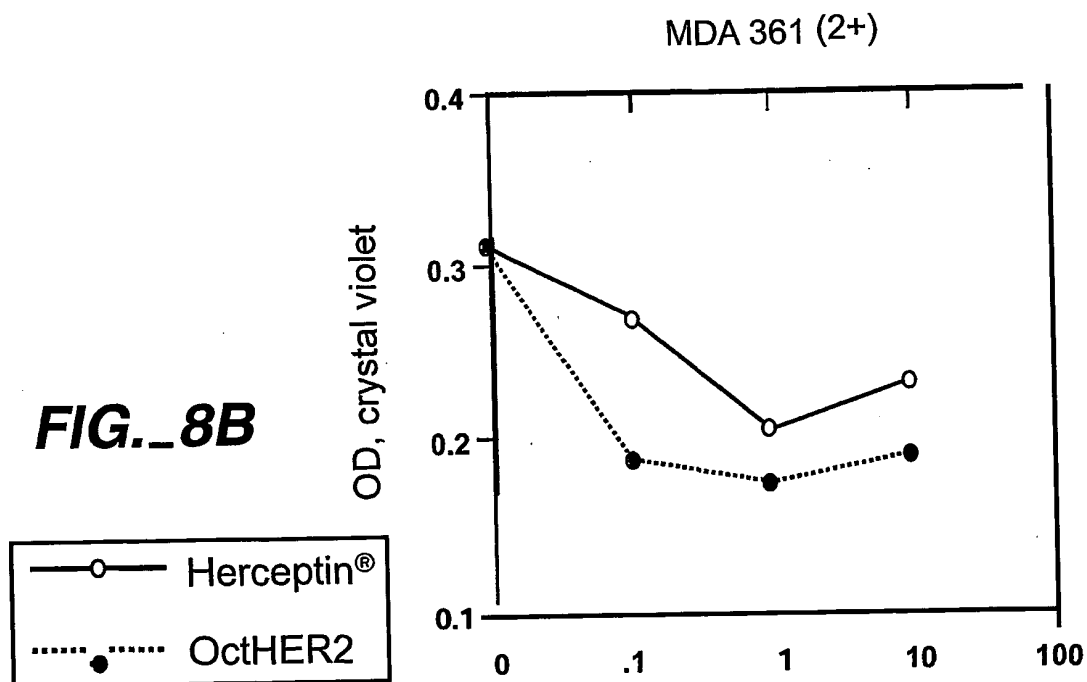 MDA 361 (2+)
0.4
0.3
0.2
0.1
OD, crystal violet
0 .1 1 10 100
FIG._8B
Herceptin®
OctHER2